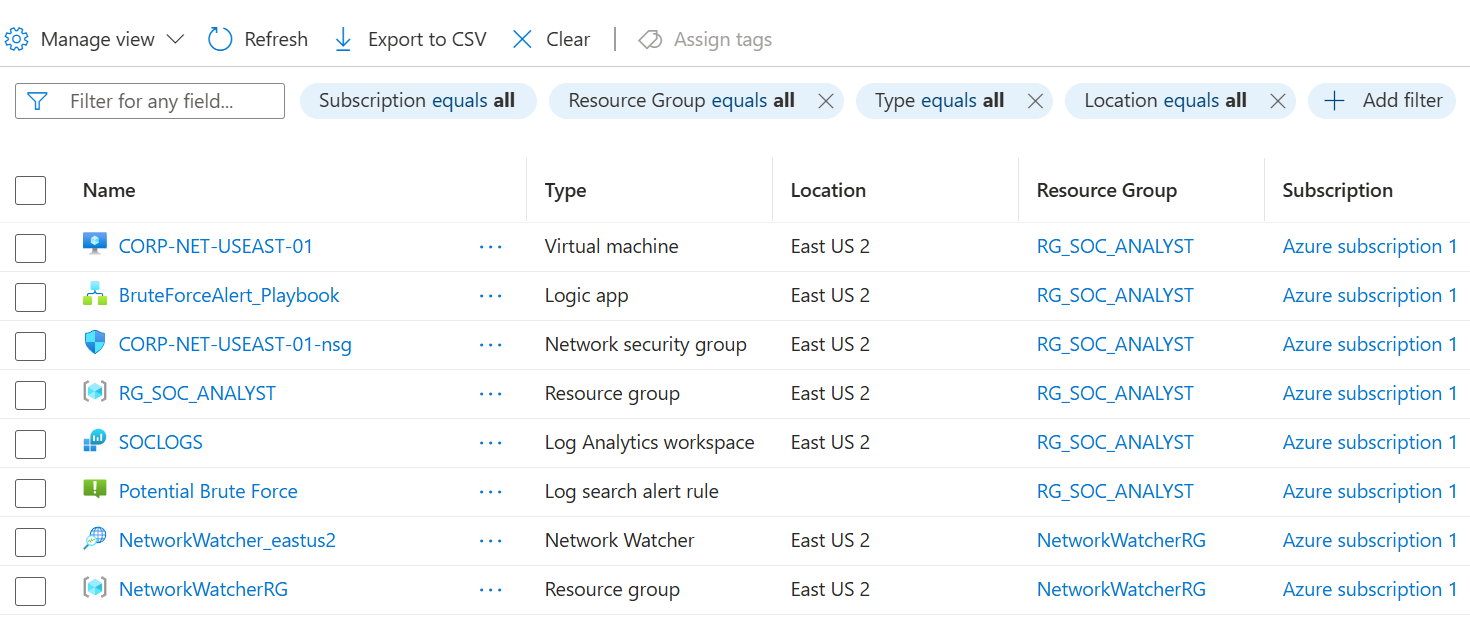 Manage view Refresh Export to CSV Clear Assign tags
Filter for any field... Subscription equals all Resource Group equals all Type equals all Location equals all Add filter
Name Type Location Resource Group Subscription
CORP-NET-USEAST-01 ... Virtual machine East US 2 RG_SOC_ANALYST Azure subscription 1
BruteForceAlert_Playbook ... Logic app East US 2 RG_SOC_ANALYST Azure subscription 1
CORP-NET-USEAST-01-nsg ... Network security group East US 2 RG_SOC_ANALYST Azure subscription 1
RG_SOC_ANALYST ... Resource group East US 2 RG_SOC_ANALYST Azure subscription 1
SOCLOGS ... Log Analytics workspace East US 2 RG_SOC_ANALYST Azure subscription 1
Potential Brute Force ... Log search alert rule RG_SOC_ANALYST Azure subscription 1
NetworkWatcher_eastus2 ... Network Watcher East US 2 NetworkWatcherRG Azure subscription 1
NetworkWatcherRG ... Resource group East US 2 NetworkWatcherRG Azure subscription 1